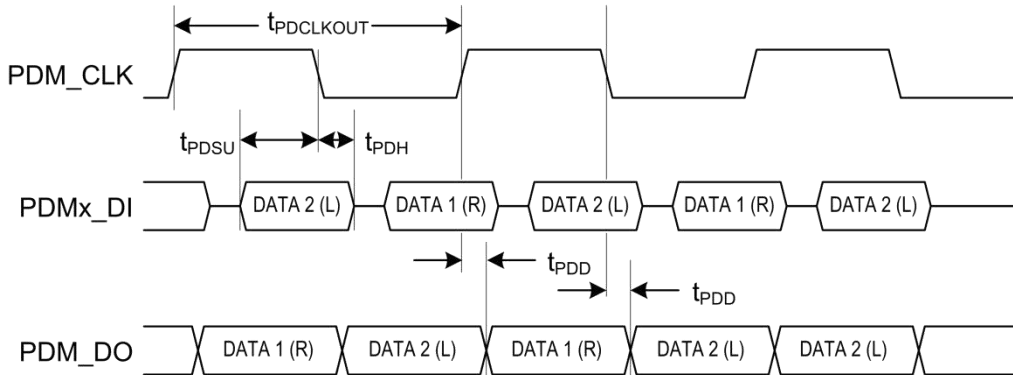 tPDCLKOUT
PDM_CLK
tPDSU
tPDH
PDMx_DI
DATA 2 (L)
DATA 1 (R)
DATA 2 (L)
DATA 1 (R)
DATA 2 (L)
tPDD
tPDD
PDM_DO
DATA 1 (R)
DATA 2 (L)
DATA 1 (R)
DATA 2 (L)
DATA 2 (L)